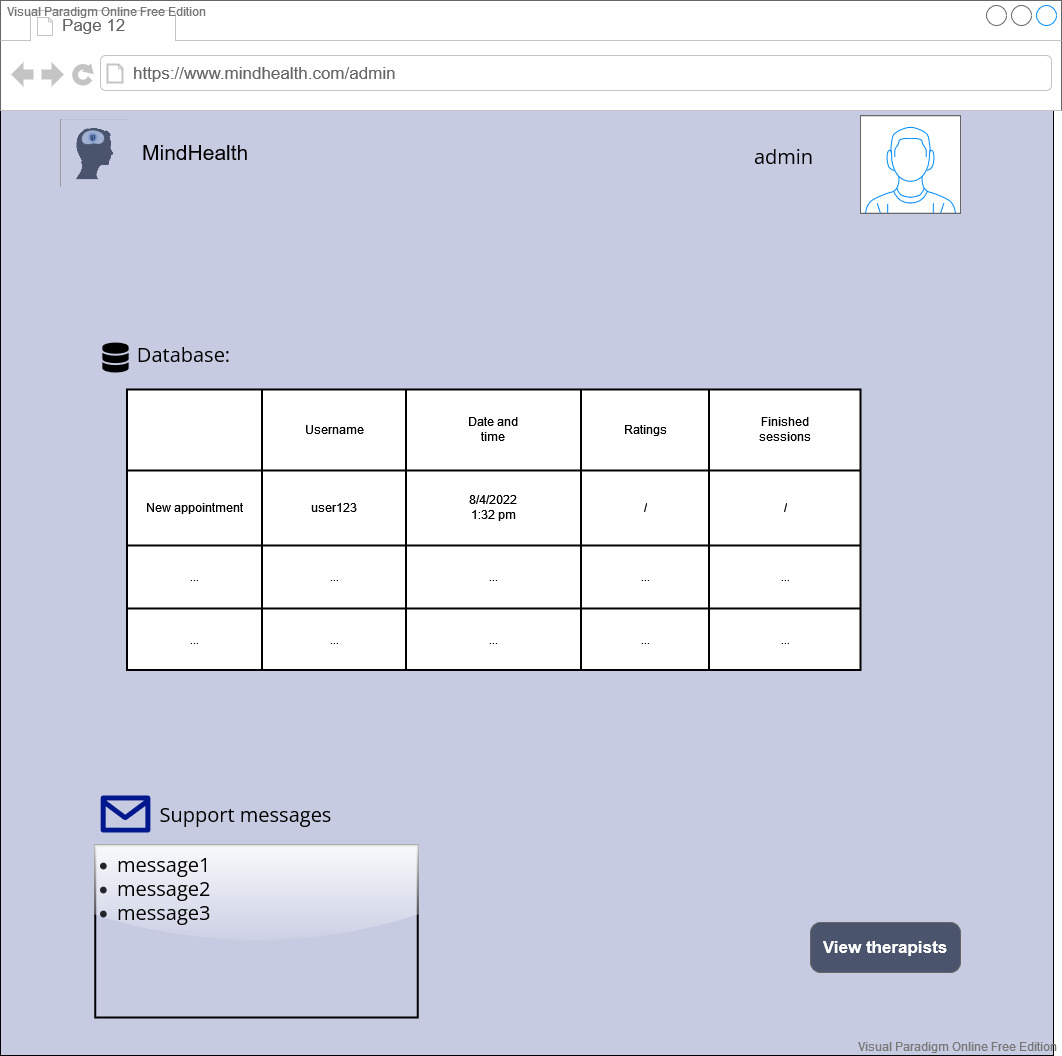 Visual Paradigm Online Free Edition
Page 12
https://www.mindhealth.com/admin
MindHealth
admin
Database:
Username
Date and
time
Ratings
Finished
sessions
New appointment
user123
8/4/2022
1:32 pm
/
/
...
...
...
...
...
...
...
...
...
...
Support messages
• message1
• message2
• message3
View therapists
Visual Paradigm Online Free Edition